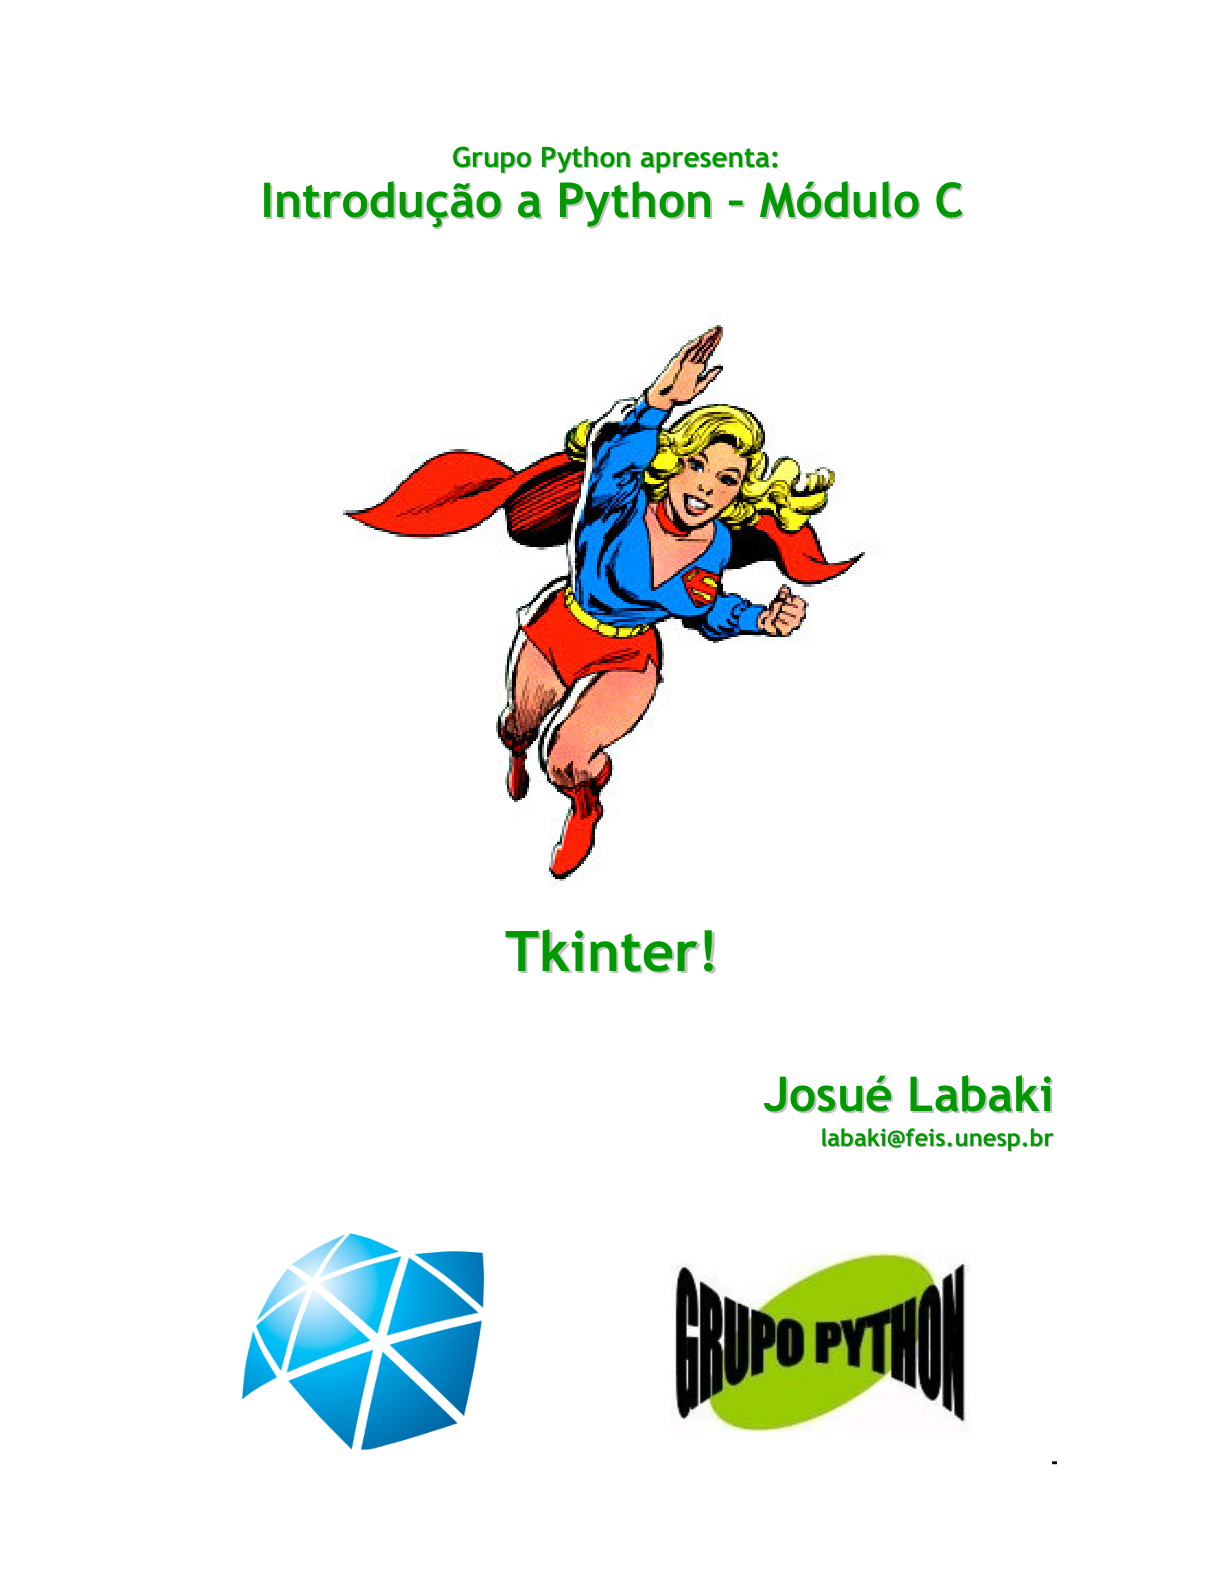 Grupo Python apresenta:
Introdução a Python – Módulo C
Tkinter!
Josué Labaki
labaki@feis.unesp.br
GRUPO PYTHON
-